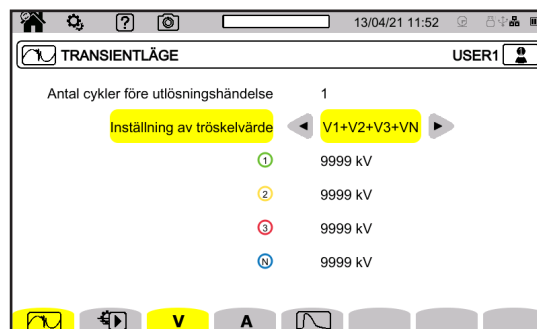 13/04/21 11:52
TRANSIENTLÄGE
USER1
Antal cykler före utlösningshändelse 1
Inställning av tröskelvärde V1+V2+V3+VN
1 9999 kV
2 9999 kV
3 9999 kV
N 9999 kV
V A